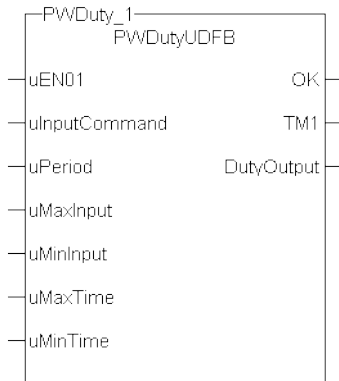 PWDuty_1
PWDutyUDFB
uEN01 OK
uInputCommand TM1
uPeriod DutyOutput
uMaxInput
uMinInput
uMaxTime
uMinTime